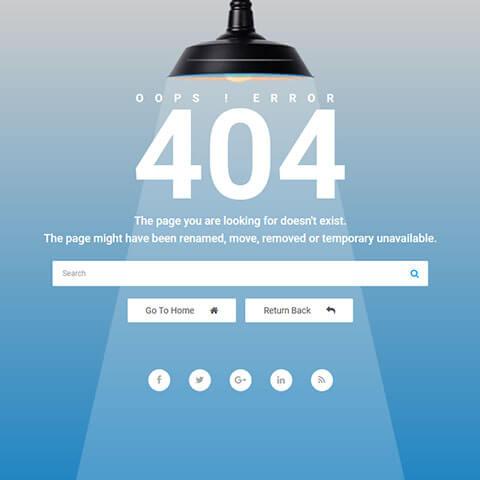 OOPS ! ERROR
404
The page you are looking for doesn't exist.
The page might have been renamed, move, removed or temporary unavailable.
Search
Go To Home
Return Back
f
G+
in